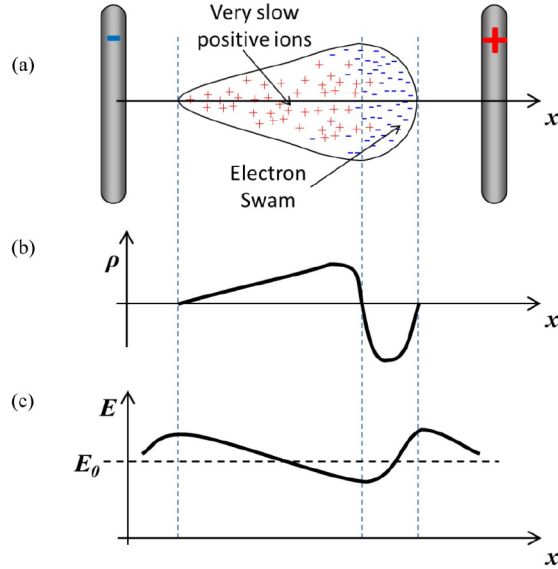 Very slow
positive ions
(a)
-
+
x
Electron
Swam
(b)
ρ
x
(c)
E
E0
x